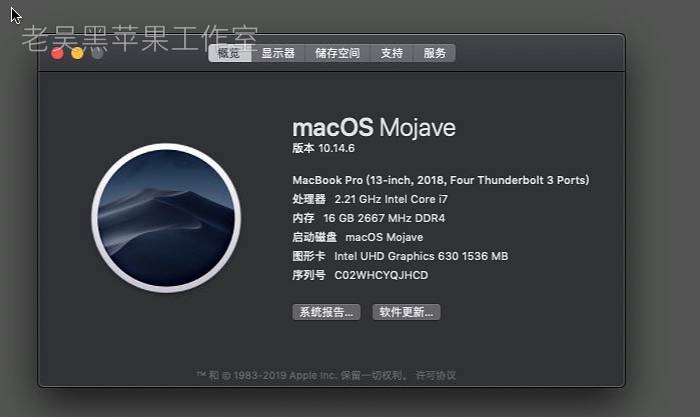 老吴黑苹果工作室
概览 显示器 储存空间 支持 服务
macOS Mojave
版本 10.14.6
MacBook Pro (13-inch, 2018, Four Thunderbolt 3 Ports)
处理器 2.21 GHz Intel Core i7
内存 16 GB 2667 MHz DDR4
启动磁盘 macOS Mojave
图形卡 Intel UHD Graphics 630 1536 MB
序列号 C02WHCYQJHCD
系统报告... 软件更新...
™ 和 © 1983-2019 Apple Inc. 保留一切权利。 许可协议